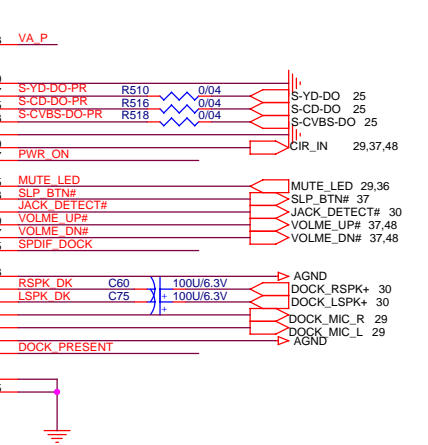 VA_P
S-YD-DO-PR R510 0/04 S-YD-DO 25
S-CD-DO-PR R516 0/04 S-CD-DO 25
S-CVBS-DO-PR R518 0/04 S-CVBS-DO 25
CIR_IN 29,37,48
PWR_ON
MUTE_LED MUTE_LED 29,36
SLP_BTN# SLP_BTN# 37
JACK_DETECT# JACK_DETECT# 30
VOLME_UP# VOLME_UP# 37,48
VOLME_DN# VOLME_DN# 37,48
SPDIF_DOCK
AGND
RSPK_DK C60 100U/6.3V DOCK_RSPK+ 30
LSPK_DK C75 + 100U/6.3V DOCK_LSPK+ 30
+
DOCK_MIC_R 29
DOCK_MIC_L 29
AGND
DOCK_PRESENT